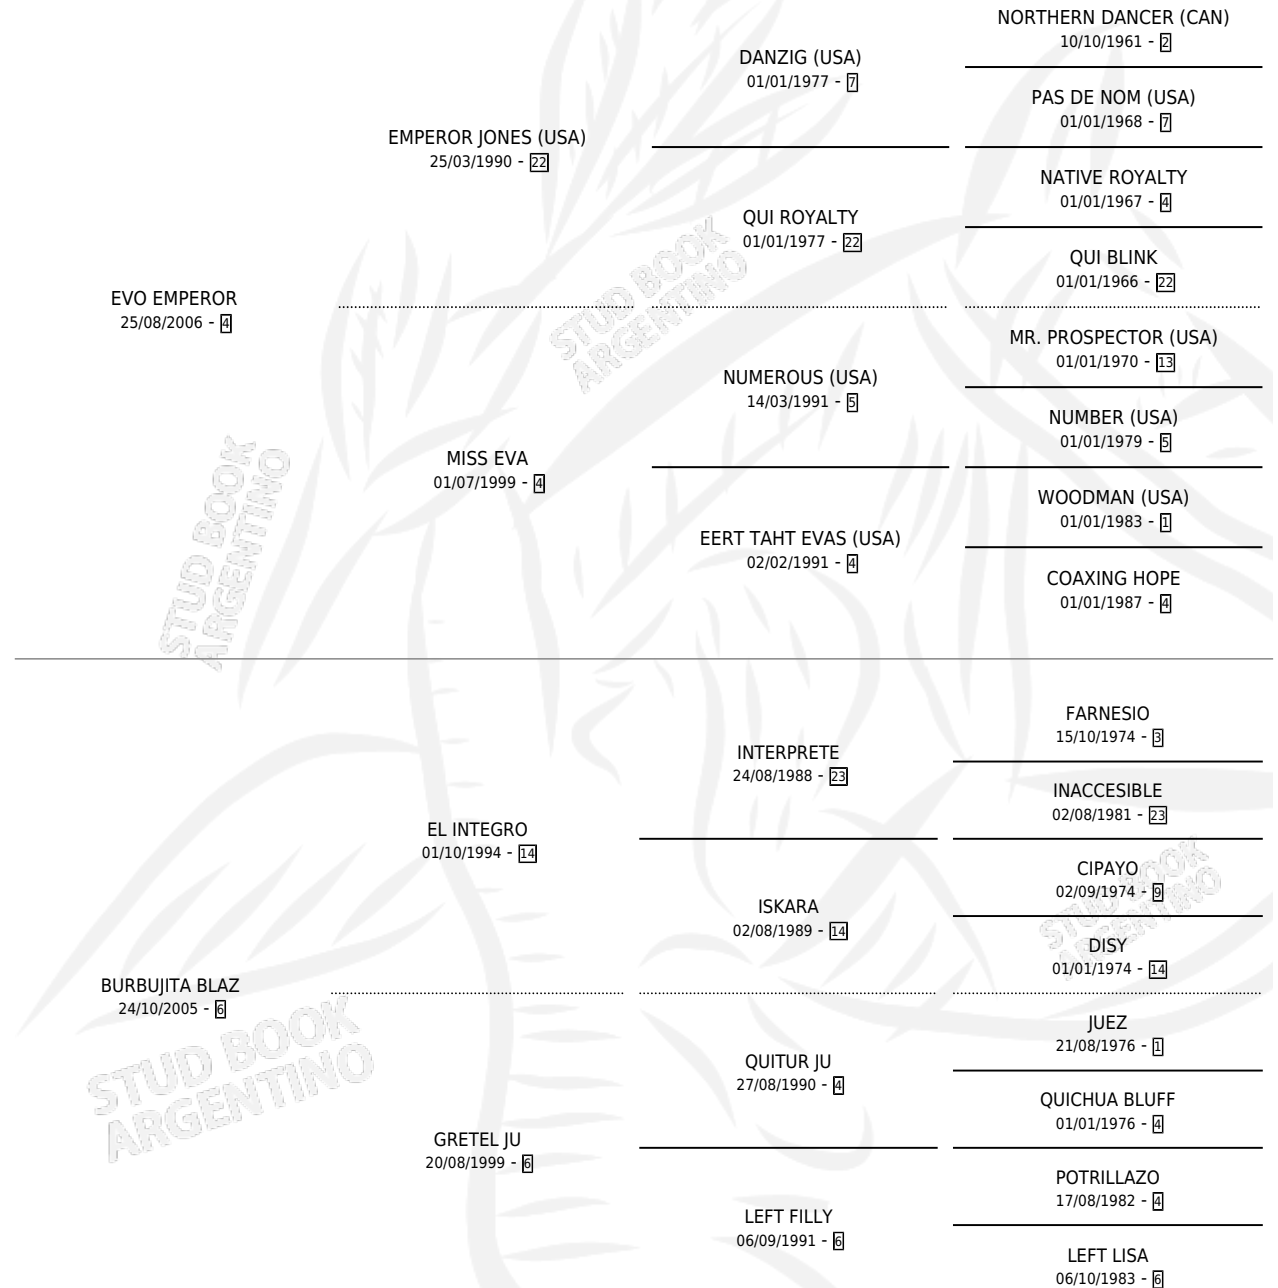 NORTHERN DANCER (CAN)
10/10/1961 - 2
DANZIG (USA)
01/01/1977 - 7
PAS DE NOM (USA)
01/01/1968 - 7
EMPEROR JONES (USA)
25/03/1990 - 22
NATIVE ROYALTY
01/01/1967 - 4
QUI ROYALTY
01/01/1977 - 22
QUI BLINK
01/01/1966 - 22
EVO EMPEROR
25/08/2006 - 4
MR. PROSPECTOR (USA)
01/01/1970 - 13
NUMEROUS (USA)
14/03/1991 - 5
NUMBER (USA)
01/01/1979 - 5
MISS EVA
01/07/1999 - 4
WOODMAN (USA)
01/01/1983 - 1
EERT TAHT EVAS (USA)
02/02/1991 - 4
COAXING HOPE
01/01/1987 - 4
FARNESIO
15/10/1974 - 3
INTERPRETE
24/08/1988 - 23
INACCESIBLE
02/08/1981 - 23
EL INTEGRO
01/10/1994 - 14
CIPAYO
02/09/1974 - 9
ISKARA
02/08/1989 - 14
DISY
01/01/1974 - 14
BURBUJITA BLAZ
24/10/2005 - 6
JUEZ
21/08/1976 - 1
QUITUR JU
27/08/1990 - 4
QUICHUA BLUFF
01/01/1976 - 4
GRETEL JU
20/08/1999 - 6
POTRILLAZO
17/08/1982 - 4
LEFT FILLY
06/09/1991 - 6
LEFT LISA
06/10/1983 - 6
STUD BOOK
ARGENTINO
STUD BOOK
ARGENTINO
STUD BOOK
ARGENTINO
STUD BOOK
ARGENTINO